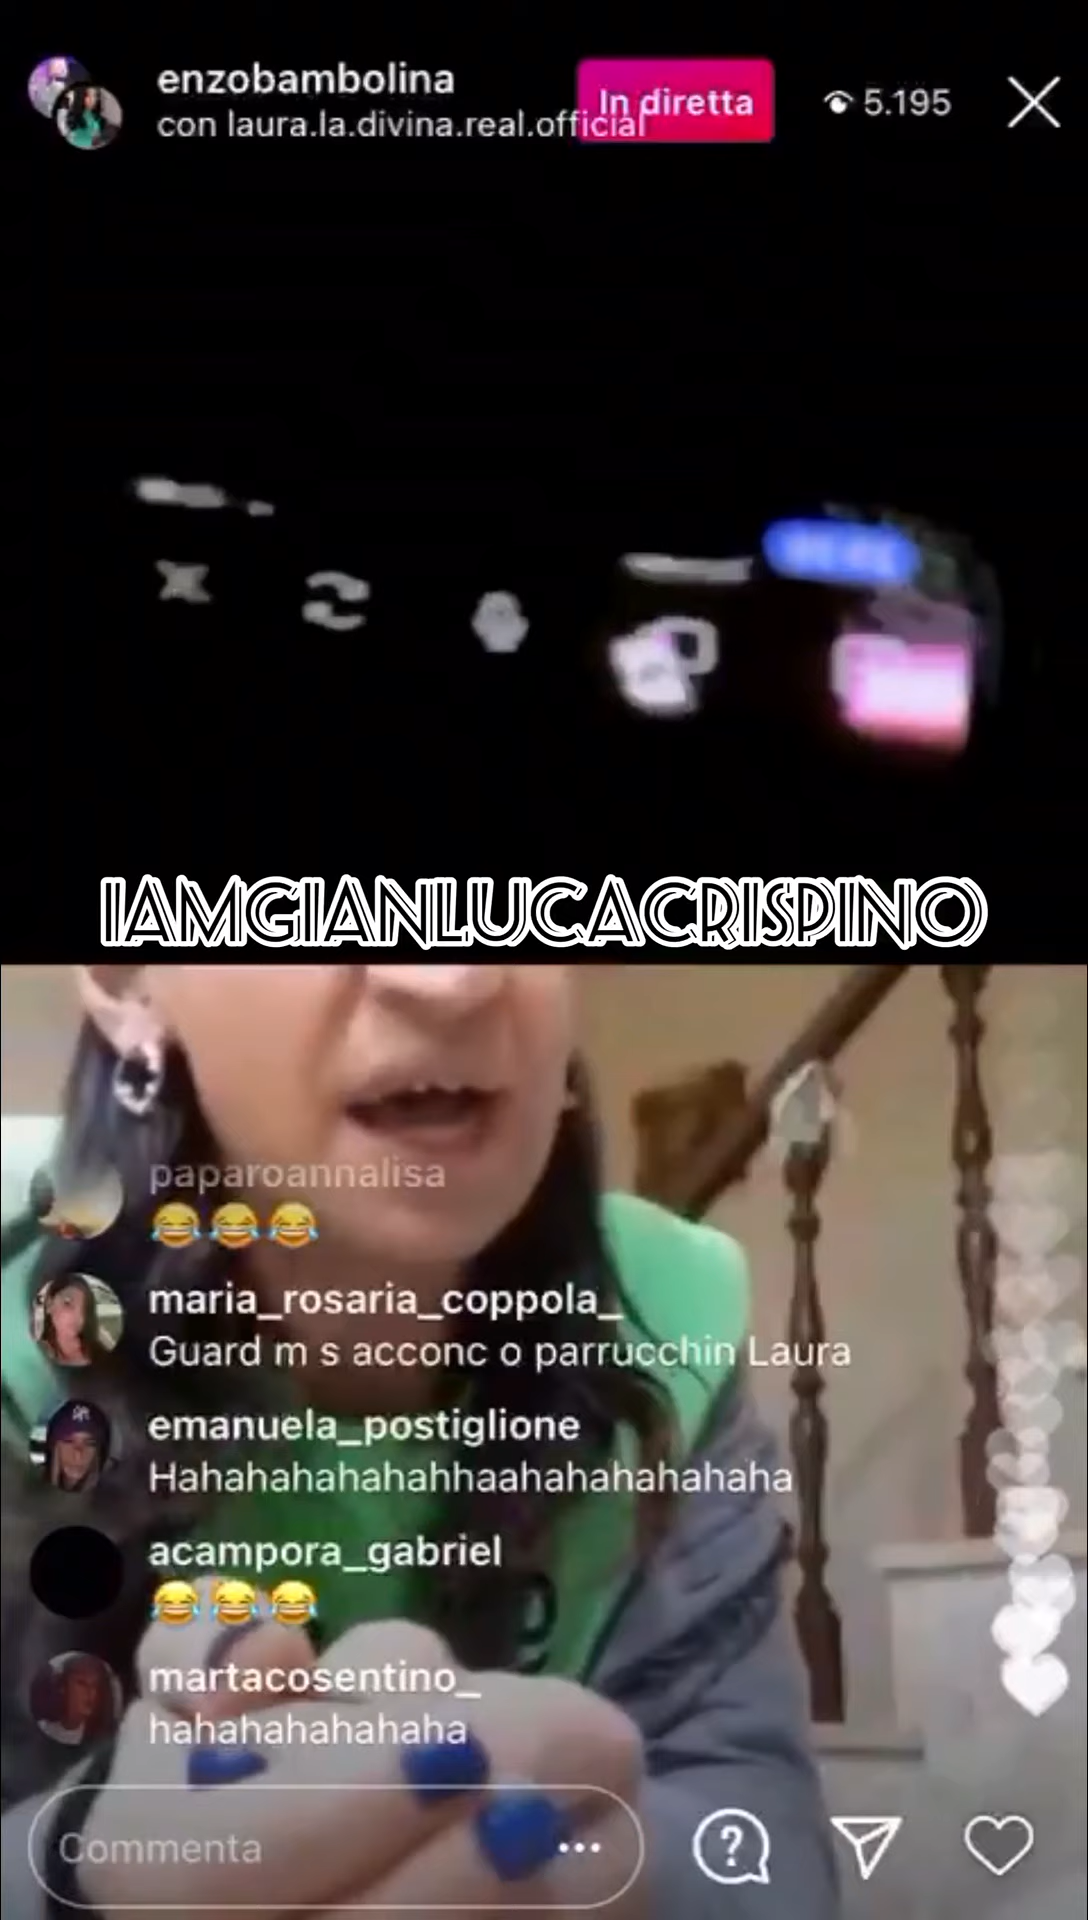 enzobambolina
con laura.la.divina.real.official
In diretta
5.195
IAMGIANLUCACRISPINO
paparoannalisa
😂😂😂
maria_rosaria_coppola_
Guard m s acconc o parrucchin Laura
emanuela_postiglione
Hahahahahahahhaahahahahahaha
acampora_gabriel
😂😂😂
martacosentino_
hahahahahahaha
Commenta